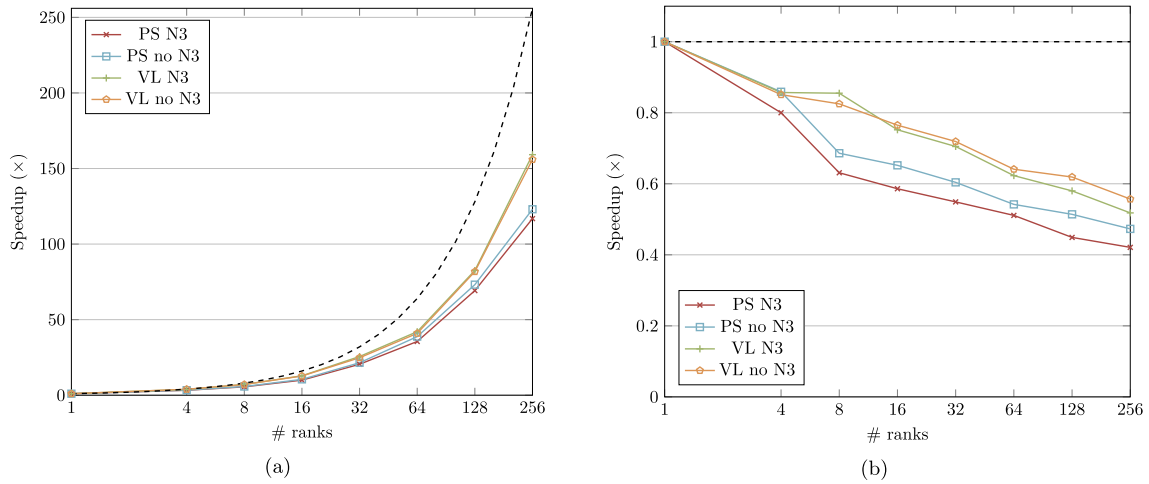 250
200
150
100
50
0
Speedup (×)
PS N3
PS no N3
VL N3
VL no N3
1 4 8 16 32 64 128 256
# ranks
(a)
1
0.8
0.6
0.4
0.2
0
Speedup (×)
PS N3
PS no N3
VL N3
VL no N3
1 4 8 16 32 64 128 256
# ranks
(b)